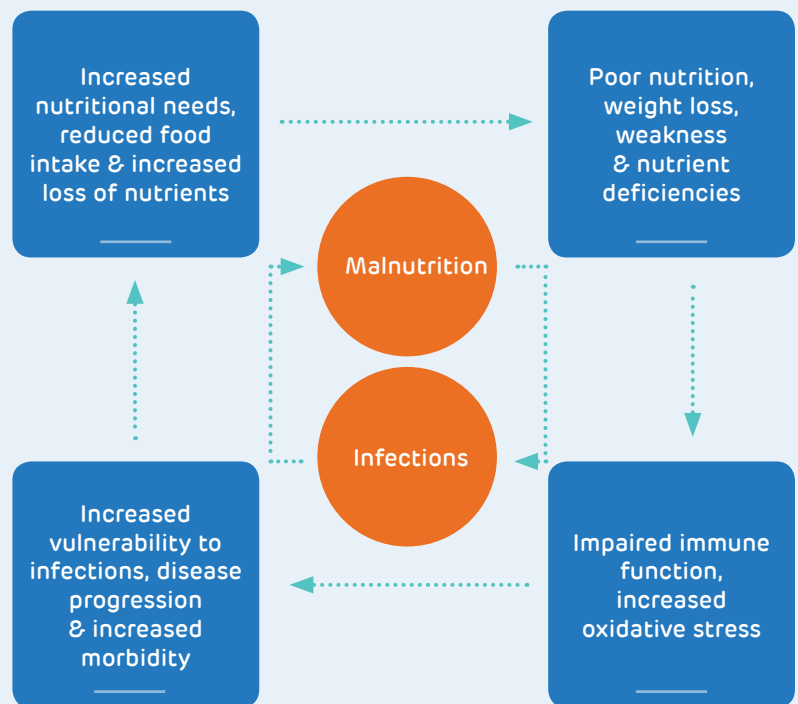 Increased
nutritional needs,
reduced food
intake & increased
loss of nutrients
Poor nutrition,
weight loss,
weakness
& nutrient
deficiencies
Malnutrition
Infections
Increased
vulnerability to
infections, disease
progression
& increased
morbidity
Impaired immune
function,
increased
oxidative stress